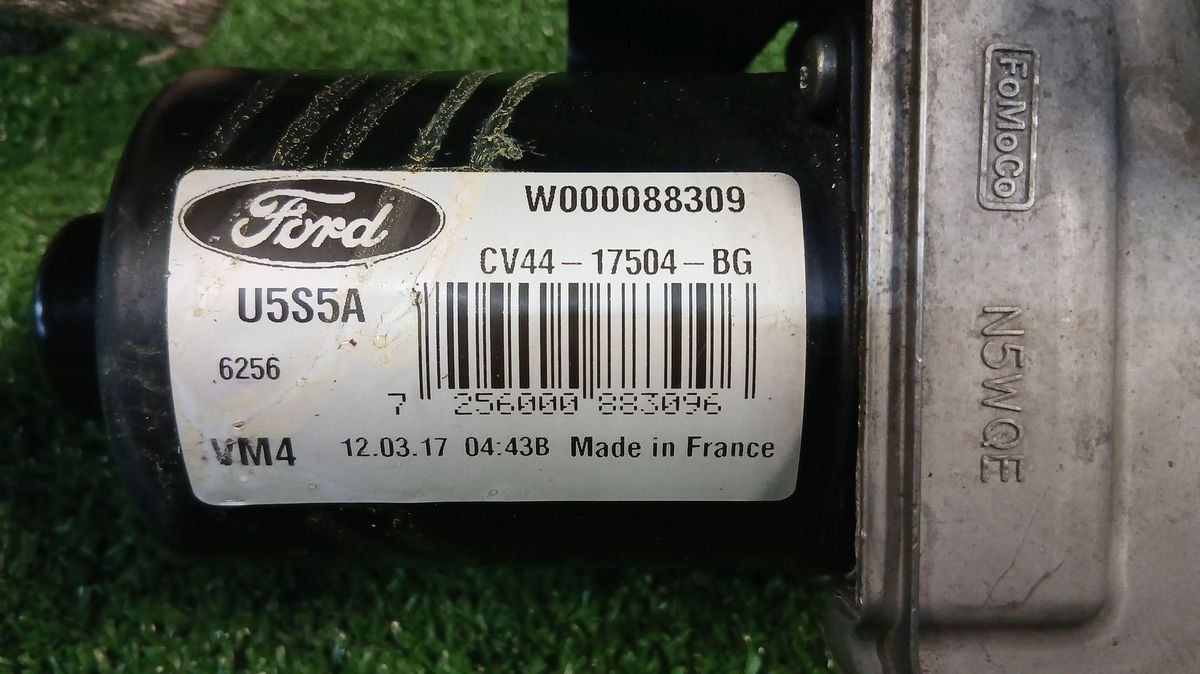 Ford
W000088309
CV44-17504-BG
U5S5A
6256
7 256000 883096
VM4 12.03.17 04:43B Made in France
FoMoCo
N5WQE